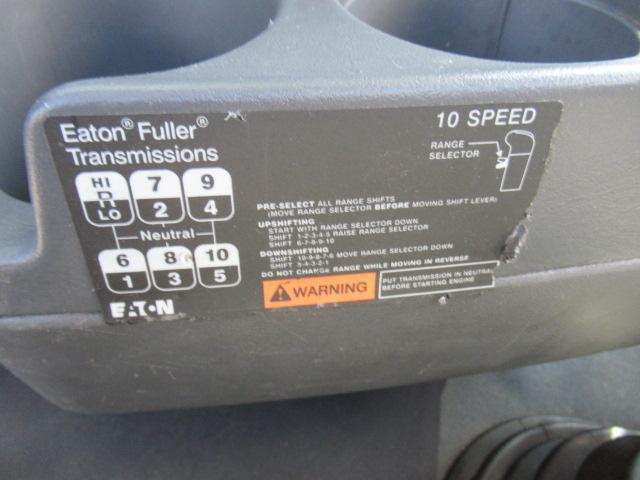 Eaton® Fuller®
Transmissions
10 SPEED
RANGE
SELECTOR
HI 7 9
R
LO 2 4
Neutral
6 8 10
1 3 5
EATON
PRE-SELECT ALL RANGE SHIFTS
(MOVE RANGE SELECTOR BEFORE MOVING SHIFT LEVER)
UPSHIFTING
START WITH RANGE SELECTOR DOWN
SHIFT 1-2-3-4-5 RAISE RANGE SELECTOR
SHIFT 6-7-8-9-10
DOWNSHIFTING
SHIFT 10-9-8-7-6 MOVE RANGE SELECTOR DOWN
SHIFT 5-4-3-2-1
DO NOT CHANGE RANGE WHILE MOVING IN REVERSE
WARNING
PUT TRANSMISSION IN NEUTRAL
BEFORE STARTING ENGINE